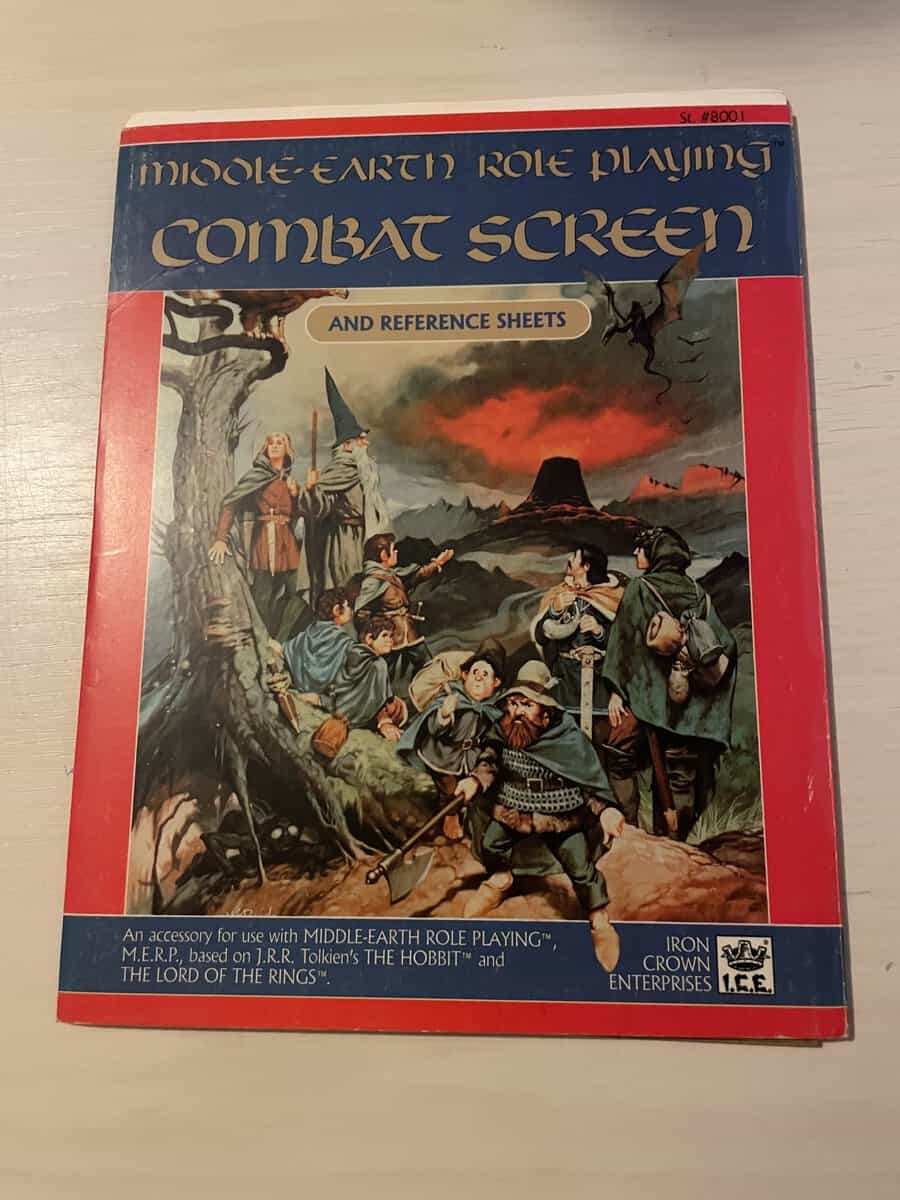 St. #8001
MIDDLE-EARTH ROLE PLAYING™
COMBAT SCREEN
AND REFERENCE SHEETS
An accessory for use with MIDDLE-EARTH ROLE PLAYING™,
M.E.R.P., based on J.R.R. Tolkien's THE HOBBIT™ and
THE LORD OF THE RINGS™.
IRON
CROWN
ENTERPRISES
®
I.C.E.